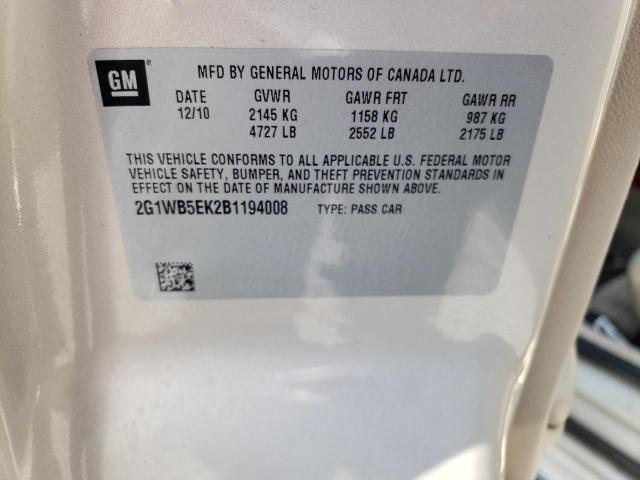 GM
MFD BY GENERAL MOTORS OF CANADA LTD.
DATE GVWR GAWR FRT GAWR RR
12/10 2145 KG 1158 KG 987 KG
4727 LB 2552 LB 2175 LB
THIS VEHICLE CONFORMS TO ALL APPLICABLE U.S. FEDERAL MOTOR
VEHICLE SAFETY, BUMPER, AND THEFT PREVENTION STANDARDS IN
EFFECT ON THE DATE OF MANUFACTURE SHOWN ABOVE.
2G1WB5EK2B1194008 TYPE: PASS CAR